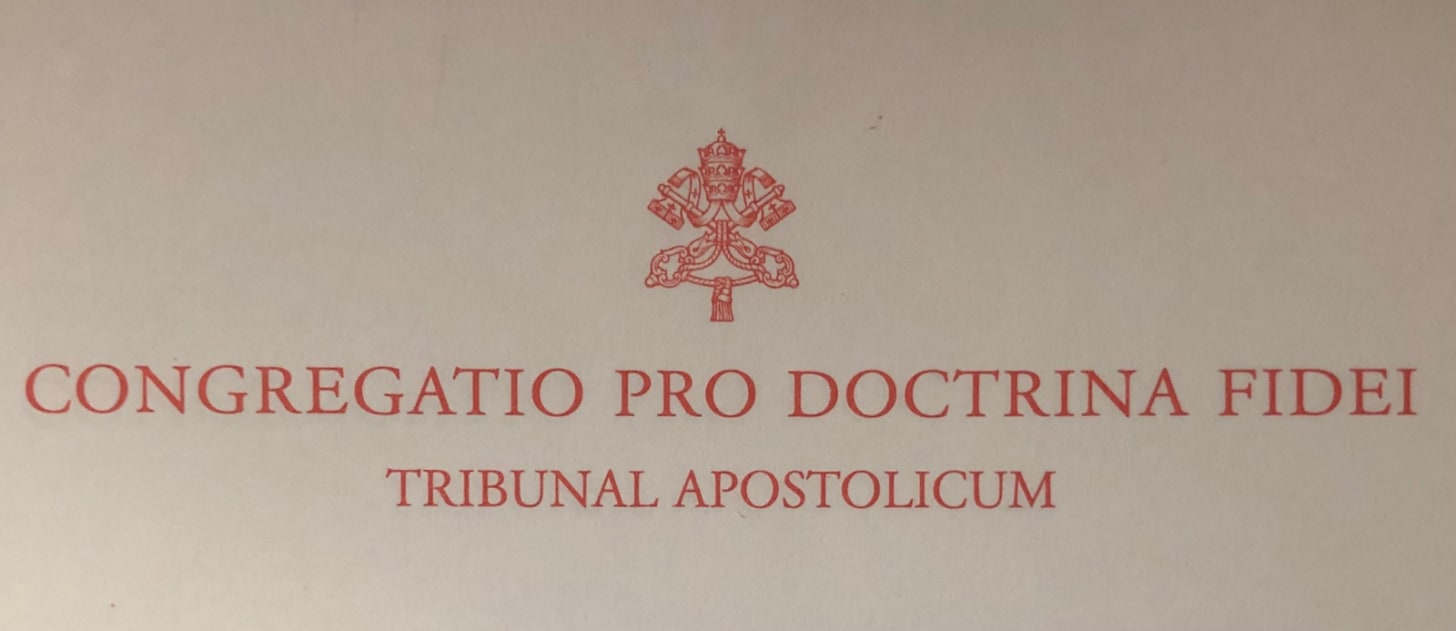 CONGREGATIO PRO DOCTRINA FIDEI
TRIBUNAL APOSTOLICUM